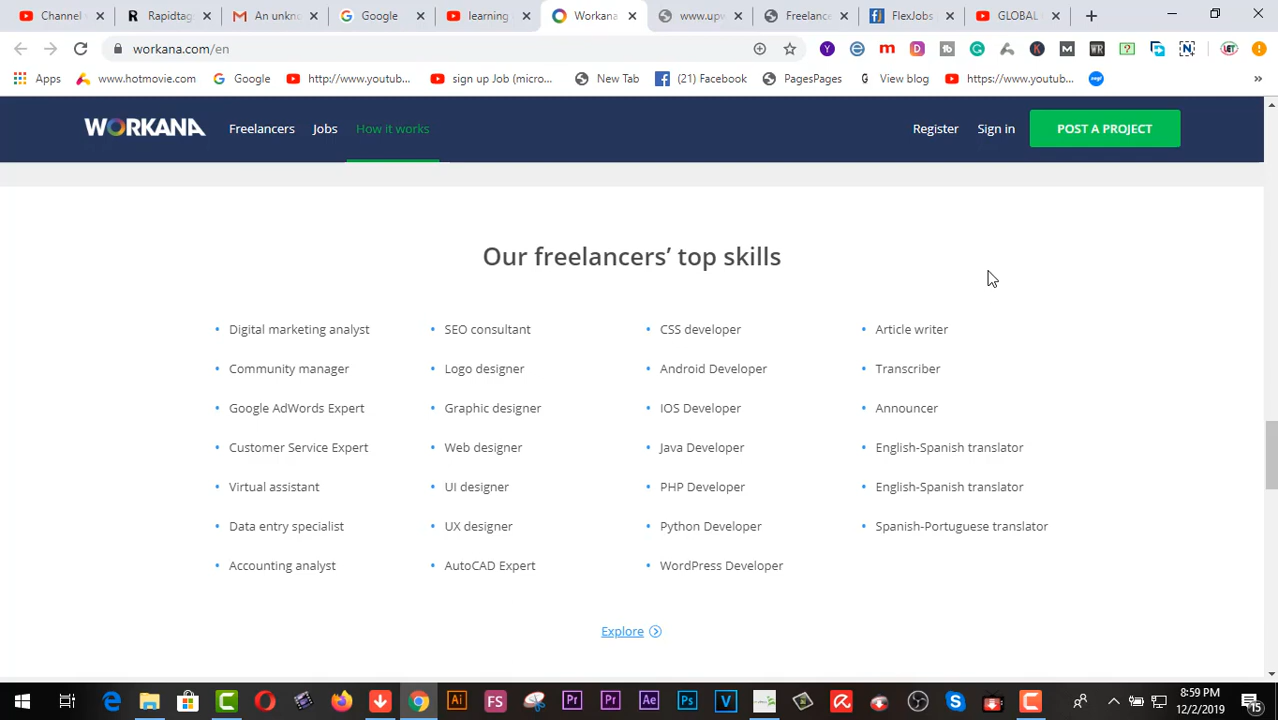 Channel
Rapidtag
An unkno
Google
learning
Workana
www.upw
Freelance
FlexJobs
GLOBAL
workana.com/en
Apps
www.hotmovie.com
Google
http://www.youtub...
sign up Job (micro...
New Tab
(21) Facebook
PagesPages
View blog
https://www.youtub...
»
WORKANA
Freelancers
Jobs
How it works
Register
Sign in
POST A PROJECT
Our freelancers’ top skills
Digital marketing analyst
Community manager
Google AdWords Expert
Customer Service Expert
Virtual assistant
Data entry specialist
Accounting analyst
SEO consultant
Logo designer
Graphic designer
Web designer
UI designer
UX designer
AutoCAD Expert
CSS developer
Android Developer
IOS Developer
Java Developer
PHP Developer
Python Developer
WordPress Developer
Article writer
Transcriber
Announcer
English-Spanish translator
English-Spanish translator
Spanish-Portuguese translator
Explore
8:59 PM
12/2/2019